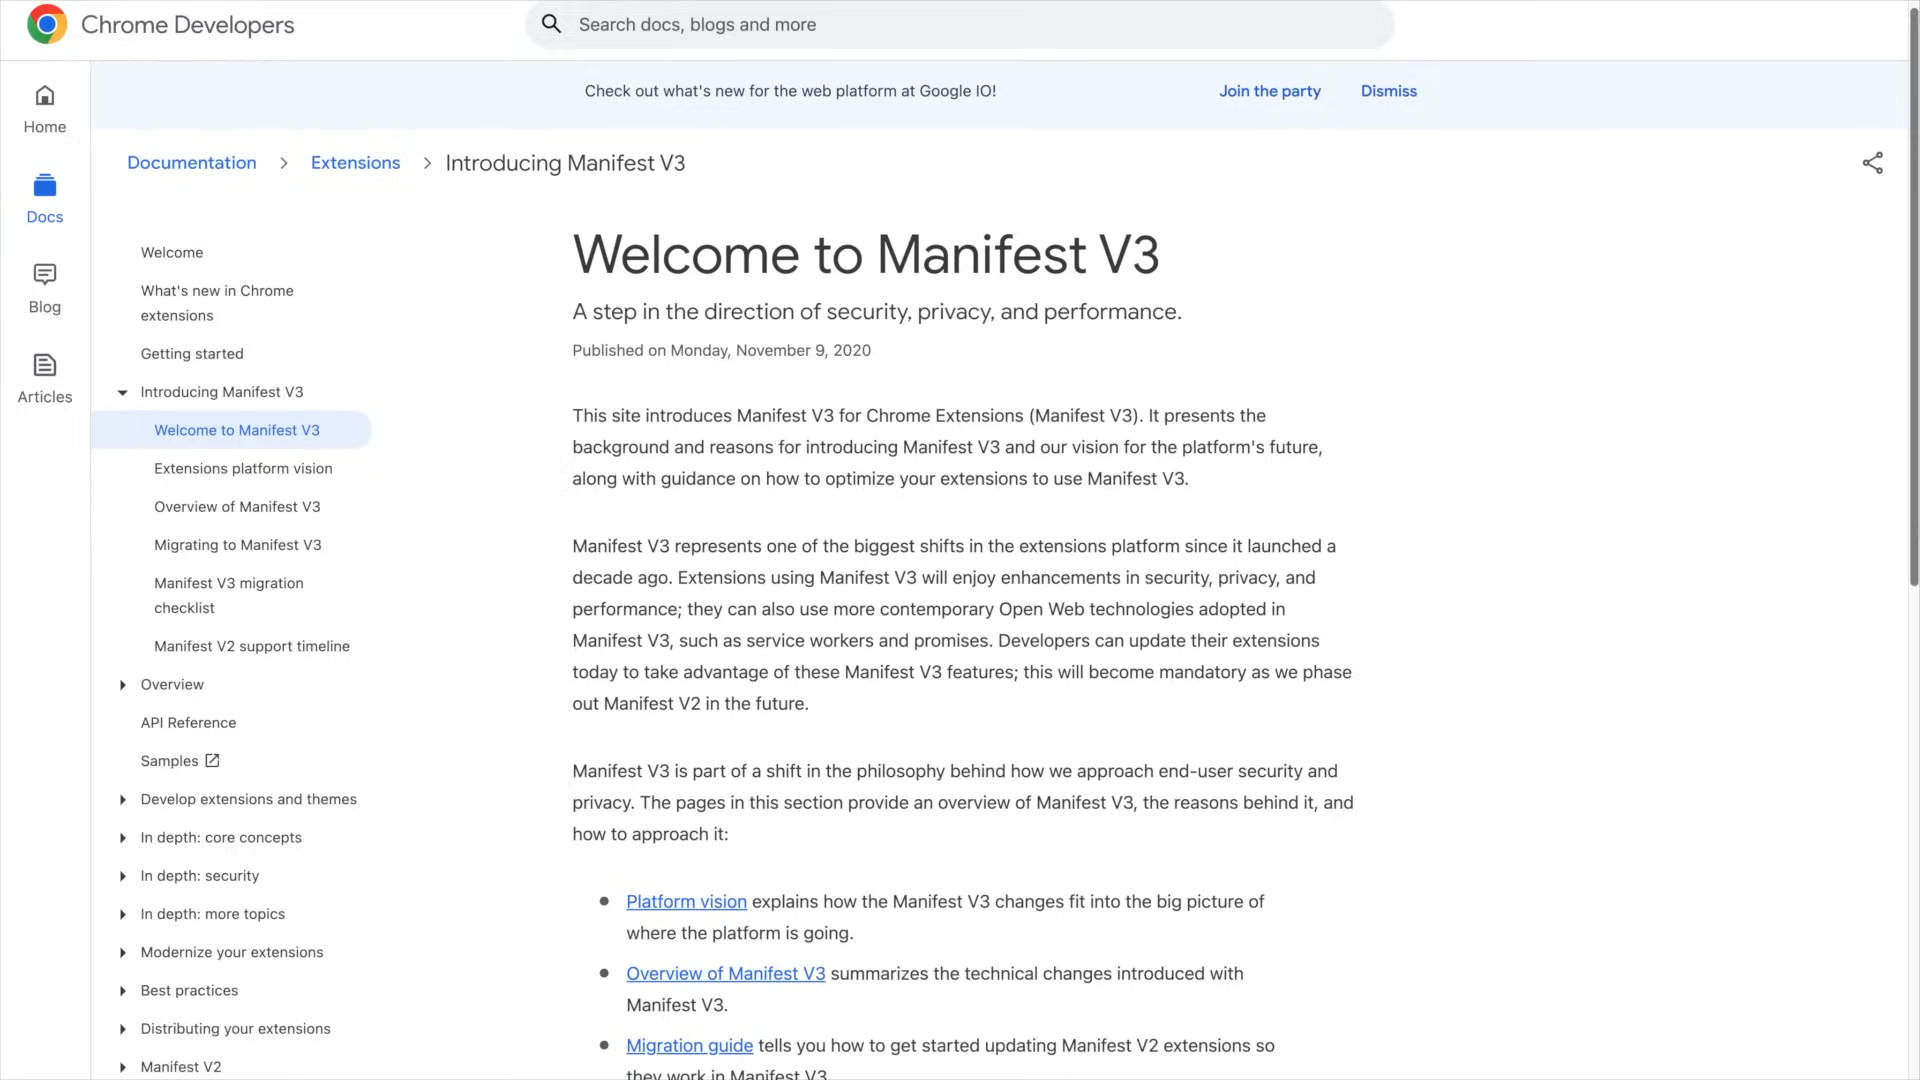 Chrome Developers
Search docs, blogs and more
Check out what's new for the web platform at Google IO!
Join the party
Dismiss
Home
Docs
Blog
Articles
Documentation
Extensions
Introducing Manifest V3
Welcome
What's new in Chrome
extensions
Getting started
Introducing Manifest V3
Welcome to Manifest V3
Extensions platform vision
Overview of Manifest V3
Migrating to Manifest V3
Manifest V3 migration
checklist
Manifest V2 support timeline
Overview
API Reference
Samples
Develop extensions and themes
In depth: core concepts
In depth: security
In depth: more topics
Modernize your extensions
Best practices
Distributing your extensions
Manifest V2
Welcome to Manifest V3
A step in the direction of security, privacy, and performance.
Published on Monday, November 9, 2020
This site introduces Manifest V3 for Chrome Extensions (Manifest V3). It presents the
background and reasons for introducing Manifest V3 and our vision for the platform's future,
along with guidance on how to optimize your extensions to use Manifest V3.
Manifest V3 represents one of the biggest shifts in the extensions platform since it launched a
decade ago. Extensions using Manifest V3 will enjoy enhancements in security, privacy, and
performance; they can also use more contemporary Open Web technologies adopted in
Manifest V3, such as service workers and promises. Developers can update their extensions
today to take advantage of these Manifest V3 features; this will become mandatory as we phase
out Manifest V2 in the future.
Manifest V3 is part of a shift in the philosophy behind how we approach end-user security and
privacy. The pages in this section provide an overview of Manifest V3, the reasons behind it, and
how to approach it:
Platform vision explains how the Manifest V3 changes fit into the big picture of
where the platform is going.
Overview of Manifest V3 summarizes the technical changes introduced with
Manifest V3.
Migration guide tells you how to get started updating Manifest V2 extensions so
they work in Manifest V3.